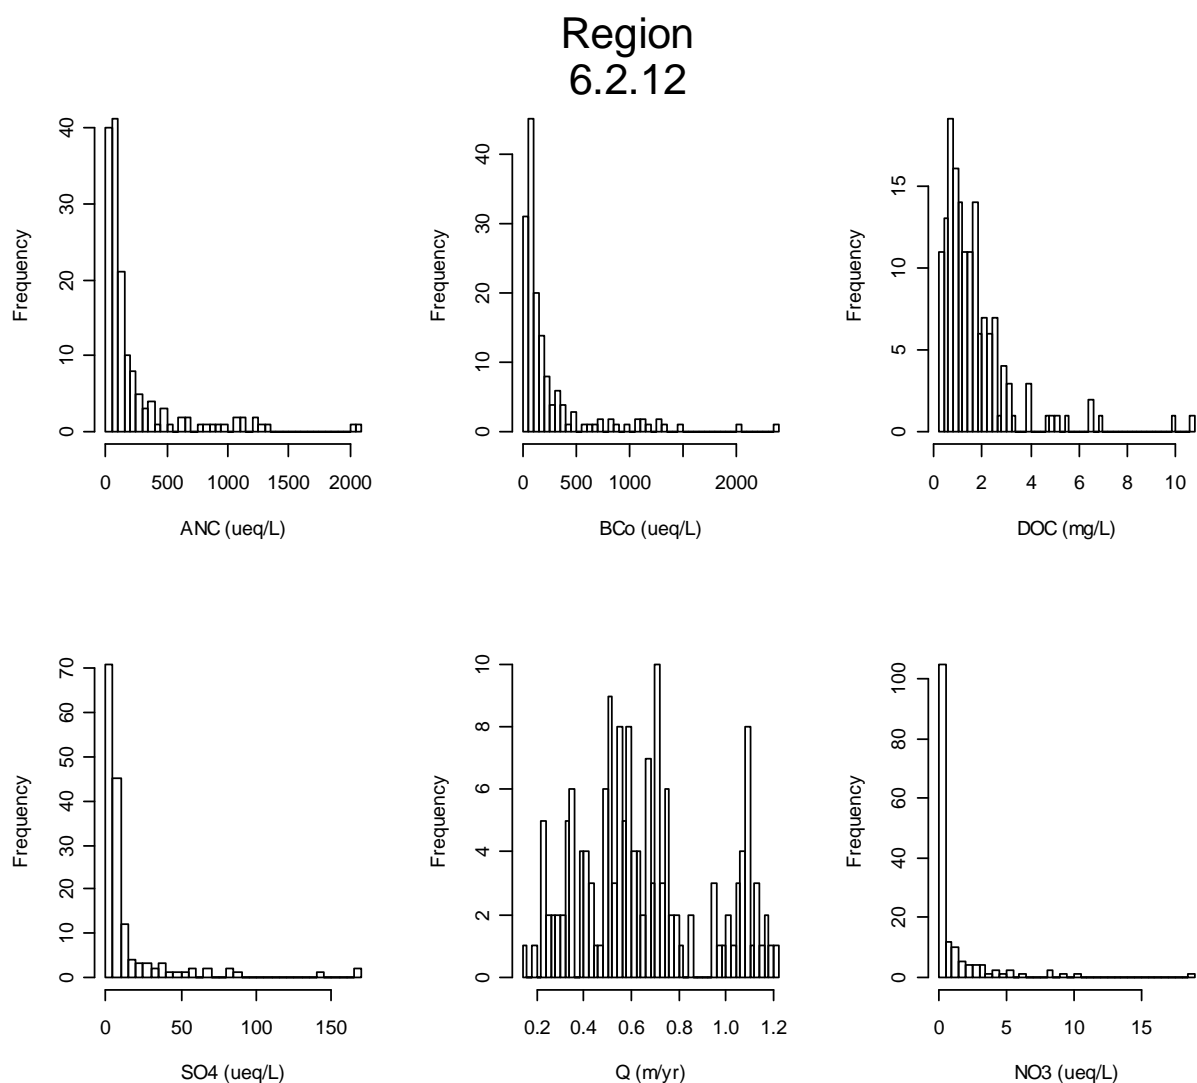 Region
6.2.12
Frequency
0 10 20 30 40
0 500 1000 1500 2000
ANC (ueq/L)
Frequency
0 10 20 30 40
0 500 1000 2000
BCo (ueq/L)
Frequency
0 5 10 15
0 2 4 6 8 10
DOC (mg/L)
Frequency
0 10 20 30 40 50 60 70
0 50 100 150
SO4 (ueq/L)
Frequency
0 2 4 6 8 10
0.2 0.4 0.6 0.8 1.0 1.2
Q (m/yr)
Frequency
0 20 40 60 80 100
0 5 10 15
NO3 (ueq/L)